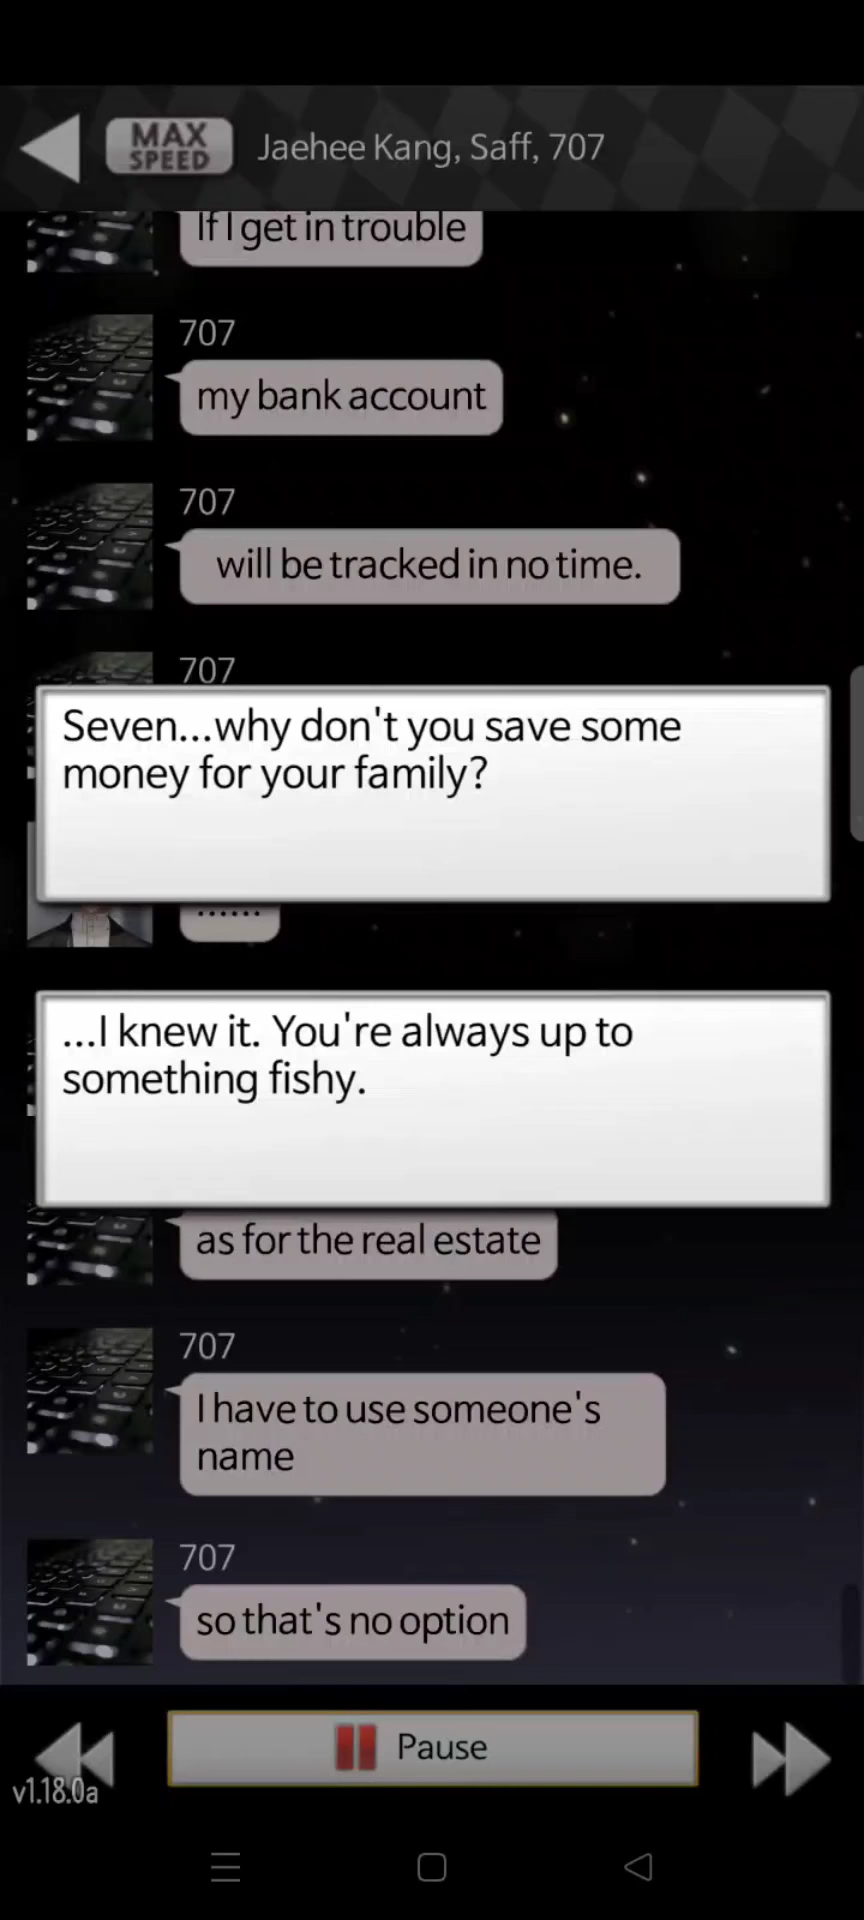 MAX
SPEED
Jaehee Kang, Saff, 707
If I get in trouble
707
my bank account
707
will be tracked in no time.
707
Seven...why don't you save some
money for your family?
......
...I knew it. You're always up to
something fishy.
as for the real estate
707
I have to use someone's
name
707
so that's no option
Pause
v1.18.0a